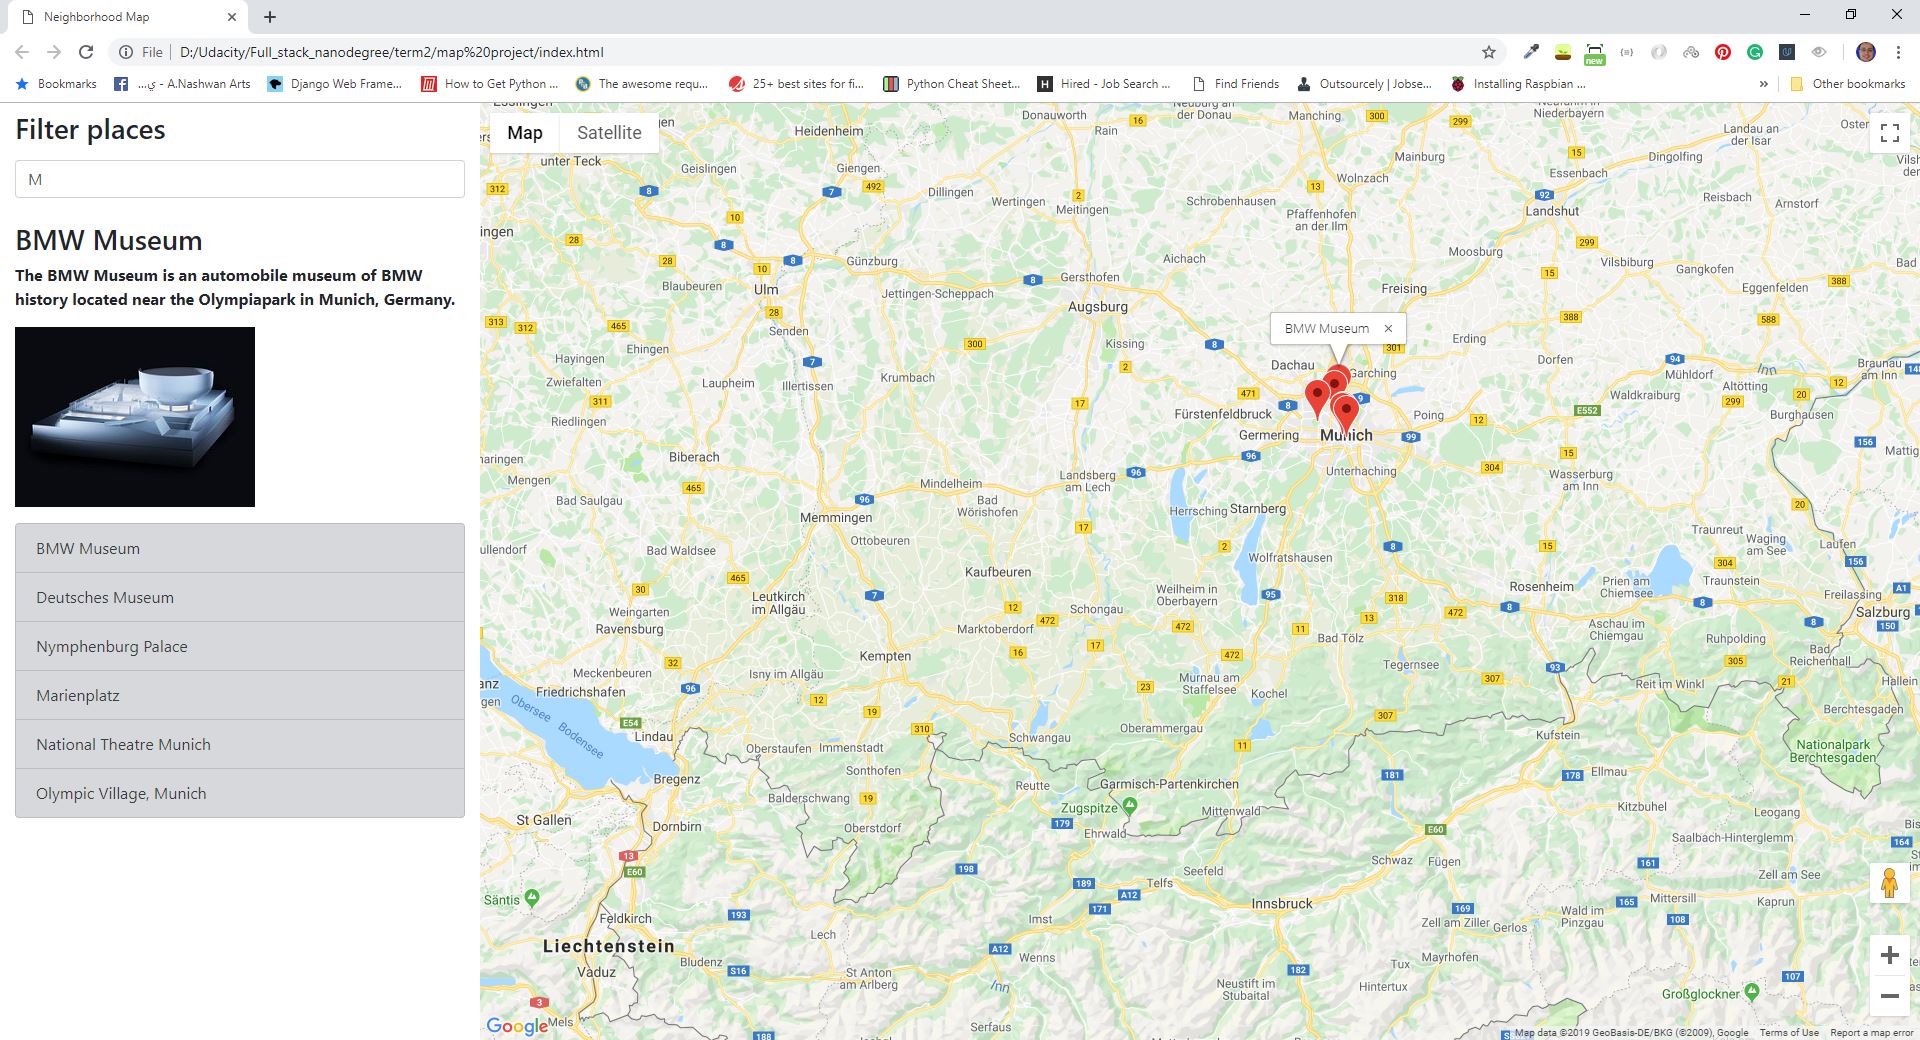 Neighborhood Map
File
D:/Udacity/Full_stack_nanodegree/term2/map%20project/index.html
new
Bookmarks
A.Nashwan Arts - ي...
Django Web Frame...
How to Get Python ...
The awesome requ...
25+ best sites for fi...
Python Cheat Sheet...
Hired - Job Search ...
Find Friends
Outsourcely | Jobse...
Installing Raspbian ...
»
Other bookmarks
Filter places
M
BMW Museum
The BMW Museum is an automobile museum of BMW
history located near the Olympiapark in Munich, Germany.
BMW Museum
Deutsches Museum
Nymphenburg Palace
Marienplatz
National Theatre Munich
Olympic Village, Munich
Map
Satellite
Donauwörth
Rain
Neuburg an
der Donau
Manching
Landau an
der Isar
Heidenheim
unter Teck
Geislingen
Giengen
Dillingen
Wertingen
Meitingen
Schrobenhausen
Pfaffenhofen
an der Ilm
Wolnzach
Mainburg
Essenbach
Dingolfing
Reisbach
Arnstorf
Landshut
Moosburg
Vilsbiburg
Gangkofen
Eggenfelden
Günzburg
Gersthofen
Aichach
Blaubeuren
Ulm
Jettingen-Scheppach
Augsburg
Freising
Senden
Kissing
Erding
Dorfen
Hayingen
Ehingen
BMW Museum
Dachau
Garching
Zwiefalten
Laupheim
Illertissen
Krumbach
Mühldorf
Altötting
Braunau
am Inn
Inn
Waldkraiburg
Burghausen
Riedlingen
Fürstenfeldbruck
Poing
Germering
Munich
Biberach
Unterhaching
Mengen
Bad Saulgau
Mindelheim
Bad
Wörishofen
Landsberg
am Lech
Wasserburg
am Inn
Memmingen
Herrsching
Starnberg
Traunreut
Waging
am See
Laufen
Bad Waldsee
Ottobeuren
Wolfratshausen
Kaufbeuren
Weilheim in
Oberbayern
Rosenheim
Prien am
Chiemsee
Traunstein
Freilassing
Salzburg
Leutkirch
im Allgäu
Weingarten
Ravensburg
Schongau
Marktoberdorf
Bad Tölz
Aschau im
Chiemgau
Ruhpolding
Bad
Reichenhall
Kempten
Tegernsee
Meckenbeuren
Isny im Allgäu
Murnau am
Staffelsee
Kochel
Reit im Winkl
Hallein
Friedrichshafen
Obersee
Bodensee
Berchtesgaden
Oberammergau
Lindau
Oberstaufen
Immenstadt
Schwangau
Kufstein
Nationalpark
Berchtesgaden
Bregenz
Sonthofen
Reutte
Garmisch-Partenkirchen
Ellmau
Balderschwang
Zugspitze
Mittenwald
Kitzbuhel
Leogang
St Gallen
Dornbirn
Oberstdorf
Ehrwald
Saalbach-Hinterglemm
Schwaz
Fügen
Seefeld
Telfs
Zell am See
Säntis
Innsbruck
Mittersill
Kaprun
Feldkirch
Imst
Wald im
Pinzgau
Zell am Ziller
Gerlos
Lech
Liechtenstein
Bludenz
Wenns
Mayrhofen
Tux
Vaduz
St Anton
am Arlberg
Inn
Neustift im
Stubaital
Hintertux
Großglockner
Google
Mels
Serfaus
Map data ©2019 GeoBasis-DE/BKG (©2009), Google
Terms of Use
Report a map error